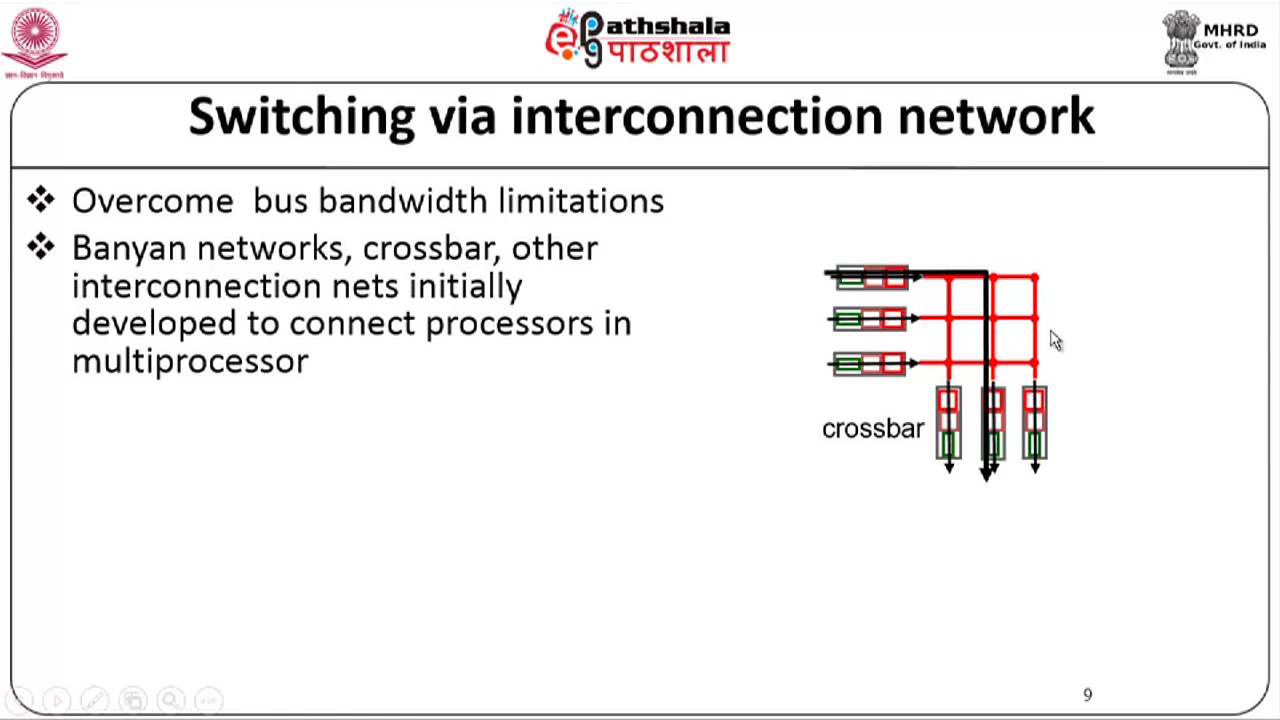 ePG Pathshala
पाठशाला
MHRD
Govt. of India
Switching via interconnection network
Overcome bus bandwidth limitations
Banyan networks, crossbar, other
interconnection nets initially
developed to connect processors in
multiprocessor
crossbar
9